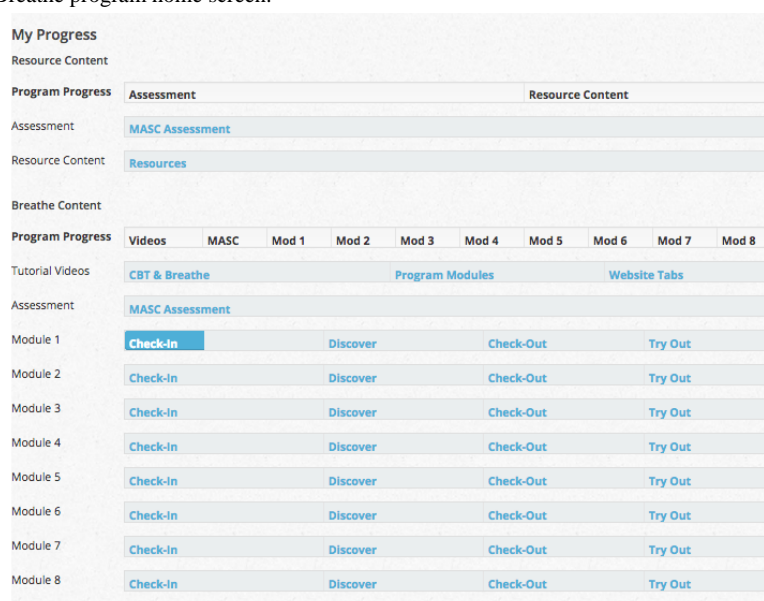 Breathe program home screen.
My Progress
Resource Content
Program Progress Assessment Resource Content
Assessment MASC Assessment
Resource Content Resources
Breathe Content
Program Progress Videos MASC Mod 1 Mod 2 Mod 3 Mod 4 Mod 5 Mod 6 Mod 7 Mod 8
Tutorial Videos CBT & Breathe Program Modules Website Tabs
Assessment MASC Assessment
Module 1 Check-In Discover Check-Out Try Out
Module 2 Check-In Discover Check-Out Try Out
Module 3 Check-In Discover Check-Out Try Out
Module 4 Check-In Discover Check-Out Try Out
Module 5 Check-In Discover Check-Out Try Out
Module 6 Check-In Discover Check-Out Try Out
Module 7 Check-In Discover Check-Out Try Out
Module 8 Check-In Discover Check-Out Try Out